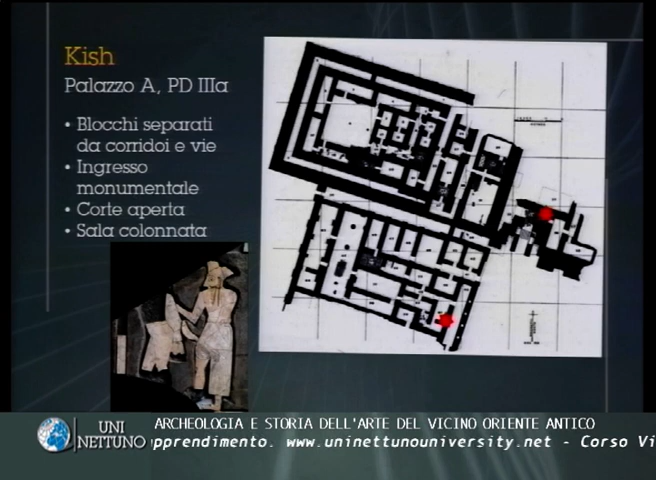 Kish
Palazzo A, PD IIIa
• Blocchi separati
da corridoi e vie
• Ingresso
monumentale
• Corte aperta
• Sala colonnata
UNI
NETTUNO
ARCHEOLOGIA E STORIA DELL'ARTE DEL VICINO ORIENTE ANTICO
pprendimento. www.uninettunouniversity.net - Corso Vi